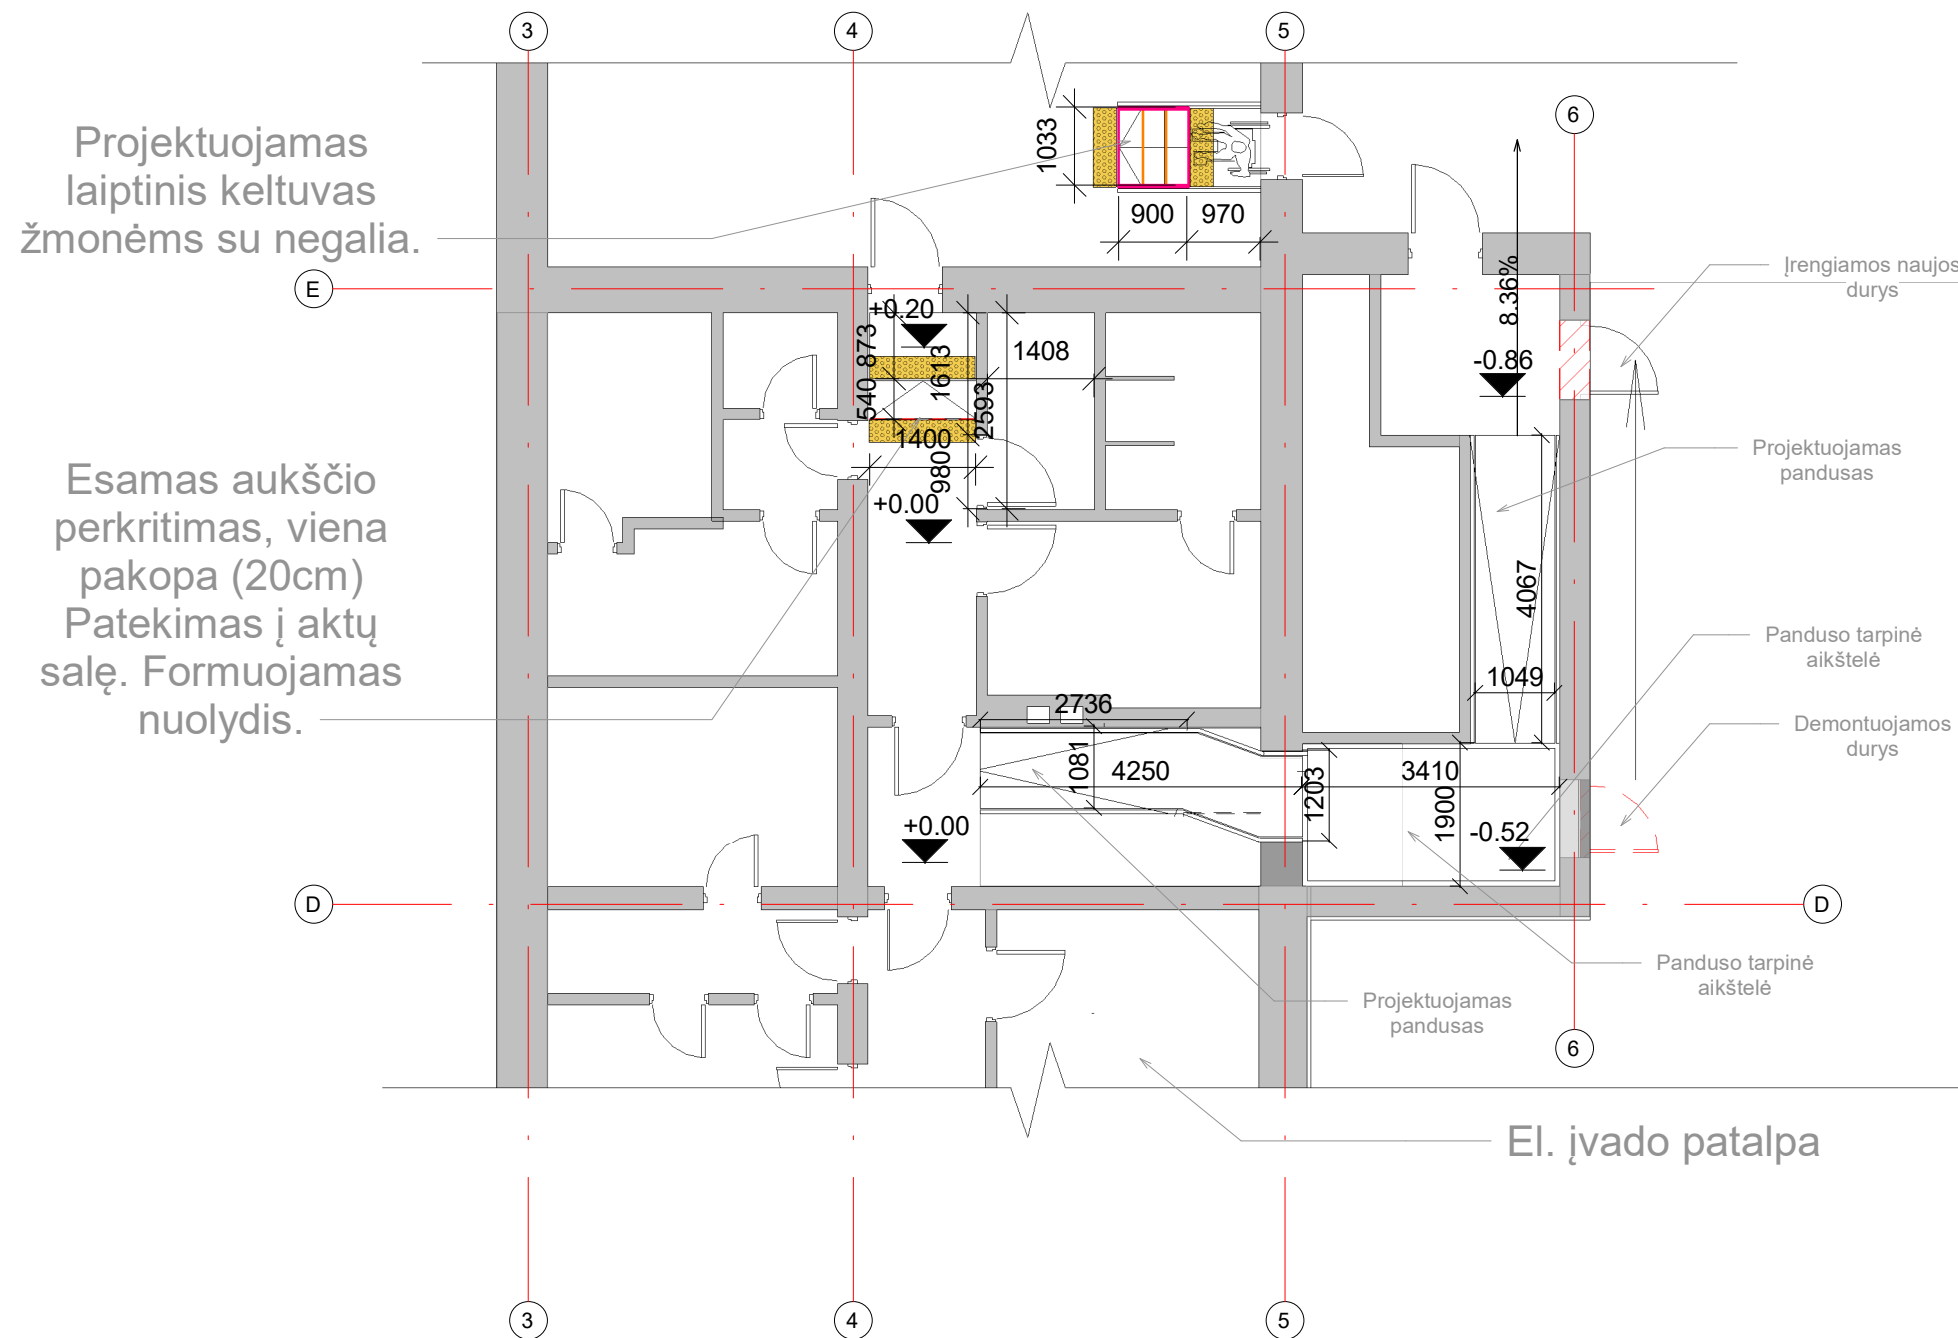 3
4
5
6
Projektuojamas
laiptinis keltuvas
žmonėms su negalia.
1033
900
970
E
Įrengiamos naujos
durys
8.36%
-0.86
+0.20
873
540
1613
1408
2593
1400
980
+0.00
Projektuojamas
pandusas
Esamas aukščio
perkritimas, viena
pakopa (20cm)
Patekimas į aktų
salę. Formuojamas
nuolydis.
4067
1049
Panduso tarpinė
aikštelė
Demontuojamos
durys
2736
1081
4250
1203
3410
1900
-0.52
+0.00
D
D
Panduso tarpinė
aikštelė
Projektuojamas
pandusas
6
El. įvado patalpa
3
4
5